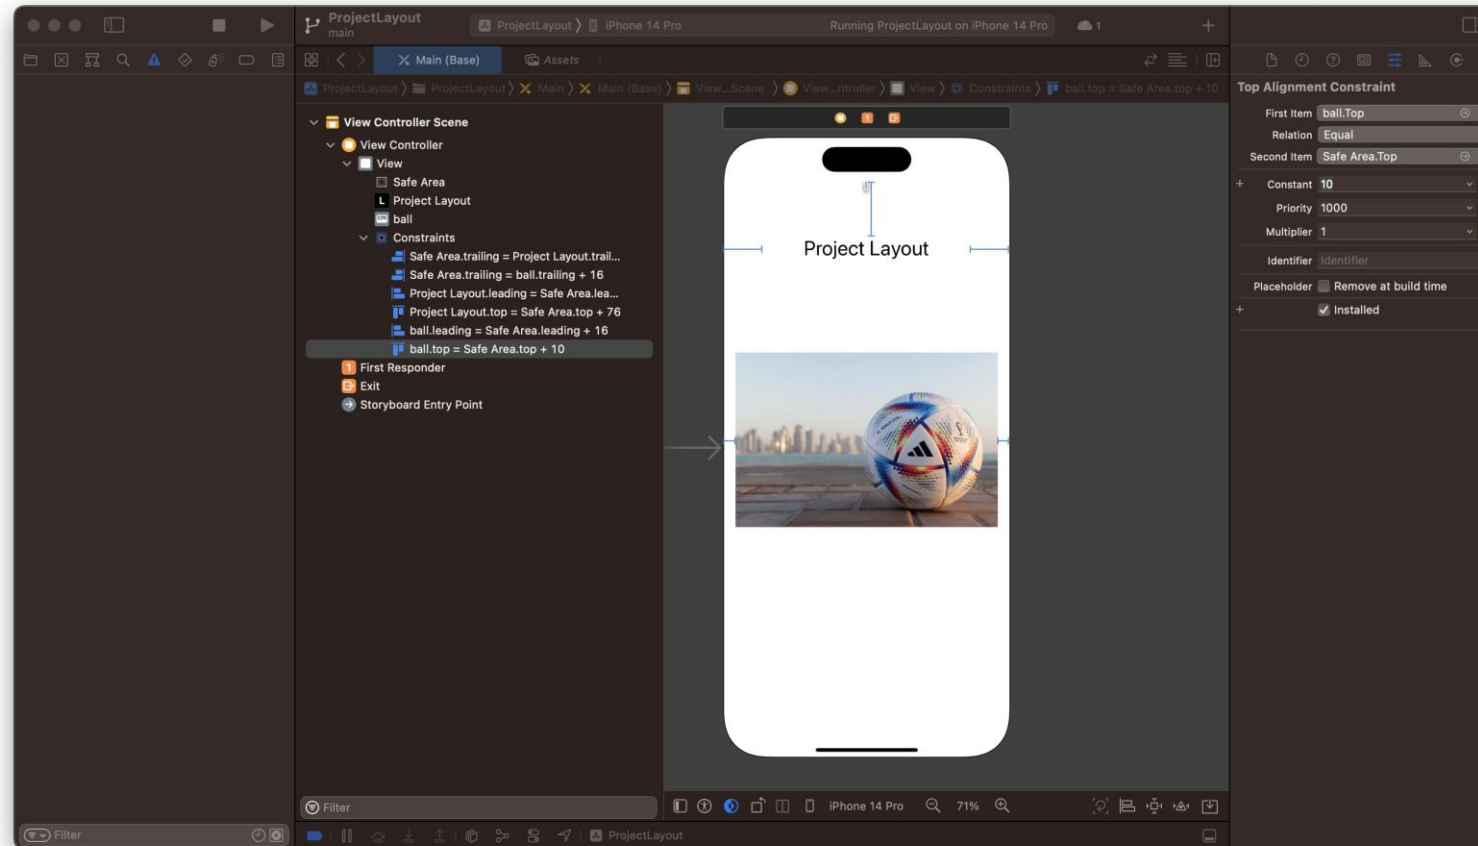 ProjectLayout
main
ProjectLayout
iPhone 14 Pro
Running ProjectLayout on iPhone 14 Pro
1
Main (Base)
Assets
ProjectLayout
ProjectLayout
Main
Main (Base)
View...Scene
View...ntroller
View
Constraints
ball.top = Safe Area.top + 10
View Controller Scene
View Controller
View
Safe Area
L Project Layout
ball
Constraints
Safe Area.trailing = Project Layout.trail...
Safe Area.trailing = ball.trailing + 16
Project Layout.leading = Safe Area.lea...
Project Layout.top = Safe Area.top + 76
ball.leading = Safe Area.leading + 16
ball.top = Safe Area.top + 10
1 First Responder
Exit
Storyboard Entry Point
Project Layout
Top Alignment Constraint
First Item ball.Top
Relation Equal
Second Item Safe Area.Top
Constant 10
Priority 1000
Multiplier 1
Identifier Identifier
Placeholder Remove at build time
Installed
Filter
iPhone 14 Pro
71%
Filter
ProjectLayout